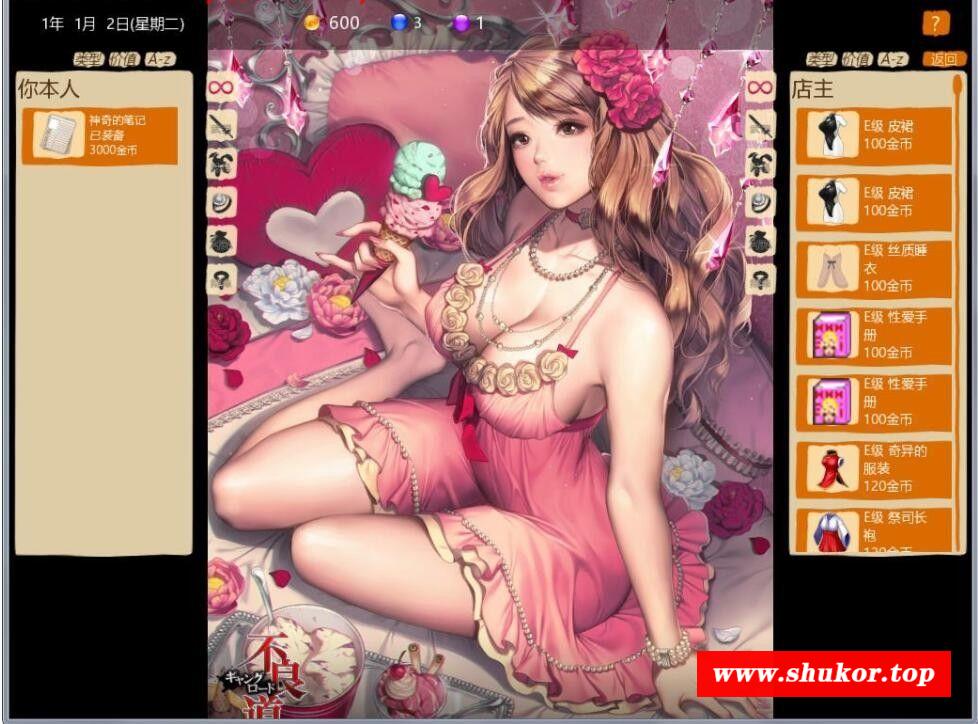 1年 1月 2日(星期二)
600
3
1
?
类型 价值 A-z
类型 价值 A-z
返回
你本人
神奇的笔记
已装备
3000金币
店主
E级 皮裙
100金币
E级 皮裙
100金币
E级 丝质睡
衣
100金币
E级 性爱手
册
100金币
E级 性爱手
册
100金币
E级 奇异的
服装
120金币
E级 祭司长
袍
120金币
不良道
ギャング
ロード
www.shukor.top